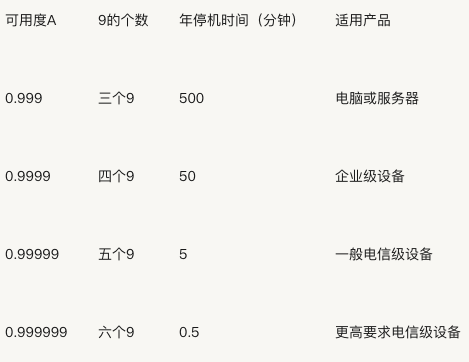 可用度A 9的个数 年停机时间（分钟） 适用产品
0.999 三个9 500 电脑或服务器
0.9999 四个9 50 企业级设备
0.99999 五个9 5 一般电信级设备
0.999999 六个9 0.5 更高要求电信级设备